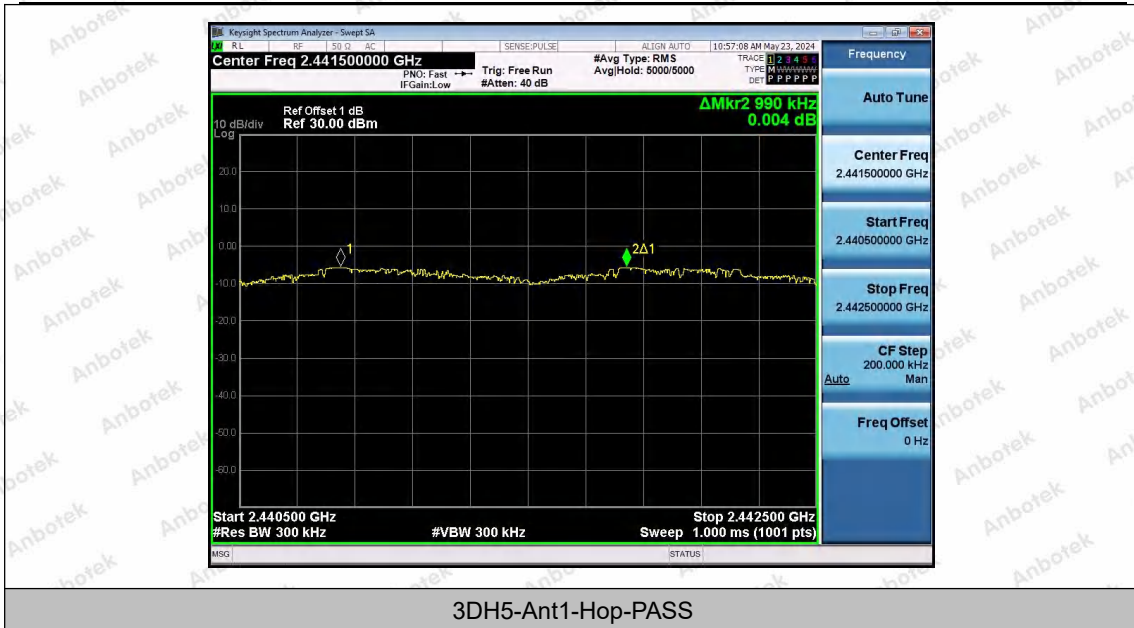 Keysight Spectrum Analyzer - Swept SA
LXI RL RF 50 Ω AC SENSE:PULSE ALIGN AUTO 10:57:08 AM May 23, 2024
Center Freq 2.441500000 GHz
PNO: Fast
IFGain:Low
Trig: Free Run
#Atten: 40 dB
#Avg Type: RMS
Avg|Hold: 5000/5000
TRACE 1 2 3 4 5 6
TYPE M W W W W W
DET P P P P P P
Ref Offset 1 dB
10 dB/div Ref 30.00 dBm
Log
ΔMkr2 990 kHz
0.004 dB
20.0
10.0
0.00
-10.0
-20.0
-30.0
-40.0
-50.0
-60.0
1
2Δ1
Start 2.440500 GHz Stop 2.442500 GHz
#Res BW 300 kHz #VBW 300 kHz Sweep 1.000 ms (1001 pts)
MSG STATUS
Frequency
Auto Tune
Center Freq
2.441500000 GHz
Start Freq
2.440500000 GHz
Stop Freq
2.442500000 GHz
CF Step
200.000 kHz
Auto Man
Freq Offset
0 Hz
3DH5-Ant1-Hop-PASS
Anbotek